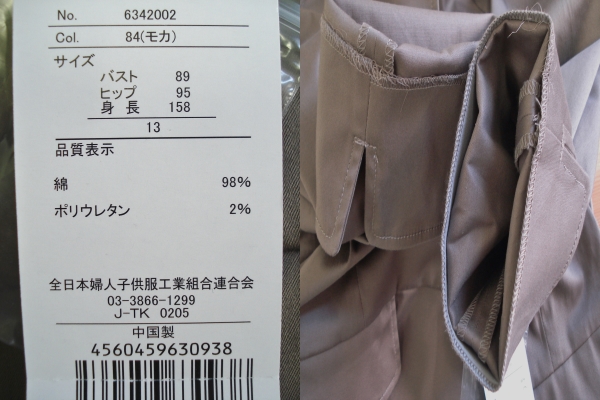 No. 6342002
Col. 84(モカ)
サイズ
バスト 89
ヒップ 95
身長 158
13
品質表示
綿 98%
ポリウレタン 2%
全日本婦人子供服工業組合連合会
03-3866-1299
J-TK 0205
中国製
4560459630938